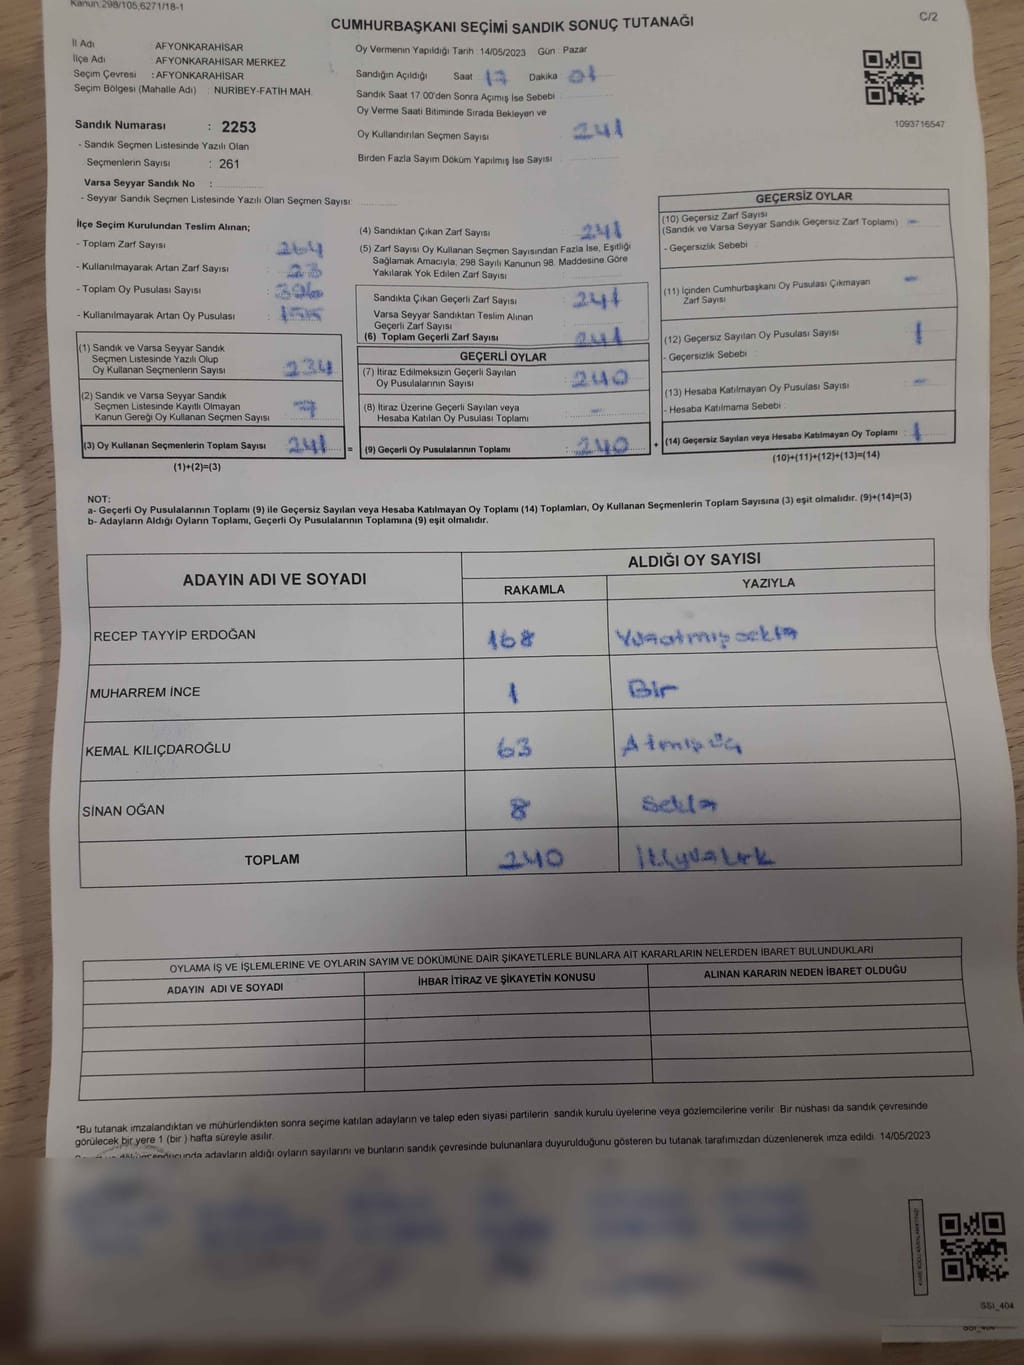 Kanun:298/105,6271/18-1
C/2
CUMHURBAŞKANI SEÇİMİ SANDIK SONUÇ TUTANAĞI
İl Adı AFYONKARAHİSAR
İlçe Adı AFYONKARAHİSAR MERKEZ
Seçim Çevresi : AFYONKARAHİSAR
Seçim Bölgesi (Mahalle Adı) : NURİBEY-FATİH MAH.
Sandık Numarası : 2253
- Sandık Seçmen Listesinde Yazılı Olan
Seçmenlerin Sayısı : 261
Varsa Seyyar Sandık No :
- Seyyar Sandık Seçmen Listesinde Yazılı Olan Seçmen Sayısı:
Oy Vermenin Yapıldığı Tarih : 14/05/2023 Gün : Pazar
Sandığın Açıldığı Saat 17 Dakika 01
Sandık Saat 17:00'den Sonra Açımış İse Sebebi :
Oy Verme Saati Bitiminde Sırada Bekleyen ve
Oy Kullandırılan Seçmen Sayısı : 241
Birden Fazla Sayım Döküm Yapılmış İse Sayısı :
1093716547
İlçe Seçim Kurulundan Teslim Alınan;
- Toplam Zarf Sayısı : 264
- Kullanılmayarak Artan Zarf Sayısı : 23
- Toplam Oy Pusulası Sayısı : 396
- Kullanılmayarak Artan Oy Pusulası : 155
(1) Sandık ve Varsa Seyyar Sandık
Seçmen Listesinde Yazılı Olup
Oy Kullanan Seçmenlerin Sayısı : 234
(2) Sandık ve Varsa Seyyar Sandık
Seçmen Listesinde Kayıtlı Olmayan
Kanun Gereği Oy Kullanan Seçmen Sayısı : 7
(3) Oy Kullanan Seçmenlerin Toplam Sayısı : 241 =
(1)+(2)=(3)
(4) Sandıktan Çıkan Zarf Sayısı : 241
(5) Zarf Sayısı Oy Kullanan Seçmen Sayısından Fazla İse, Eşitliği
Sağlamak Amacıyla; 298 Sayılı Kanunun 98. Maddesine Göre
Yakılarak Yok Edilen Zarf Sayısı :
Sandıkta Çıkan Geçerli Zarf Sayısı : 241
Varsa Seyyar Sandıktan Teslim Alınan
Geçerli Zarf Sayısı :
(6) Toplam Geçerli Zarf Sayısı : 241
GEÇERLİ OYLAR
(7) İtiraz Edilmeksizin Geçerli Sayılan
Oy Pusulalarının Sayısı : 240
(8) İtiraz Üzerine Geçerli Sayılan veya
Hesaba Katılan Oy Pusulası Toplamı : -
(9) Geçerli Oy Pusulalarının Toplamı : 240 +
GEÇERSİZ OYLAR
(10) Geçersiz Zarf Sayısı
(Sandık ve Varsa Seyyar Sandık Geçersiz Zarf Toplamı) : -
- Geçersizlik Sebebi :
(11) İçinden Cumhurbaşkanı Oy Pusulası Çıkmayan
Zarf Sayısı : -
(12) Geçersiz Sayılan Oy Pusulası Sayısı : 1
- Geçersizlik Sebebi :
(13) Hesaba Katılmayan Oy Pusulası Sayısı : -
- Hesaba Katılmama Sebebi :
(14) Geçersiz Sayılan veya Hesaba Katılmayan Oy Toplamı : 1
(10)+(11)+(12)+(13)=(14)
NOT:
a- Geçerli Oy Pusulalarının Toplamı (9) ile Geçersiz Sayılan veya Hesaba Katılmayan Oy Toplamı (14) Toplamları, Oy Kullanan Seçmenlerin Toplam Sayısına (3) eşit olmalıdır. (9)+(14)=(3)
b- Adayların Aldığı Oyların Toplamı, Geçerli Oy Pusulalarının Toplamına (9) eşit olmalıdır.
ADAYIN ADI VE SOYADI ALDIĞI OY SAYISI
RAKAMLA YAZIYLA
RECEP TAYYİP ERDOĞAN 168
MUHARREM İNCE 1 Bir
KEMAL KILIÇDAROĞLU 63 Atmış üç
SİNAN OĞAN 8 Sekiz
TOPLAM 240 İkiyüzkırk
OYLAMA İŞ VE İŞLEMLERİNE VE OYLARIN SAYIM VE DÖKÜMÜNE DAİR ŞİKAYETLERLE BUNLARA AİT KARARLARIN NELERDEN İBARET BULUNDUKLARI
ADAYIN ADI VE SOYADI İHBAR İTİRAZ VE ŞİKAYETİN KONUSU ALINAN KARARIN NEDEN İBARET OLDUĞU
*Bu tutanak imzalandıktan ve mühürlendikten sonra seçime katılan adayların ve talep eden siyasi partilerin sandık kurulu üyelerine veya gözlemcilerine verilir. Bir nüshası da sandık çevresinde
görülecek bir yere 1 (bir ) hafta süreyle asılır.
adayların aldığı oyların sayılarını ve bunların sandık çevresinde bulunanlara duyurulduğunu gösteren bu tutanak tarafımızdan düzenlenerek imza edildi. 14/05/2023
SSI_404